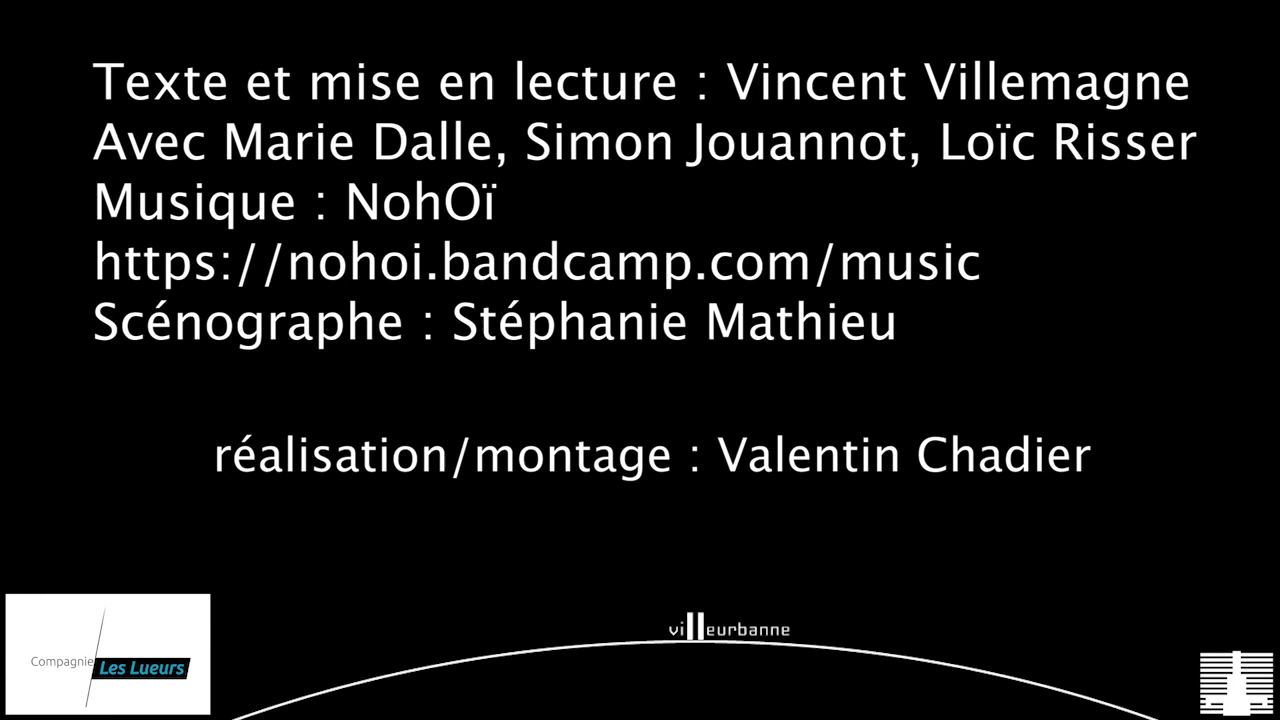 Texte et mise en lecture : Vincent Villemagne
Avec Marie Dalle, Simon Jouannot, Loïc Risser
Musique : NohOï
https://nohoi.bandcamp.com/music
Scénographe : Stéphanie Mathieu
réalisation/montage : Valentin Chadier
villeurbanne
Compagnie Les Lueurs